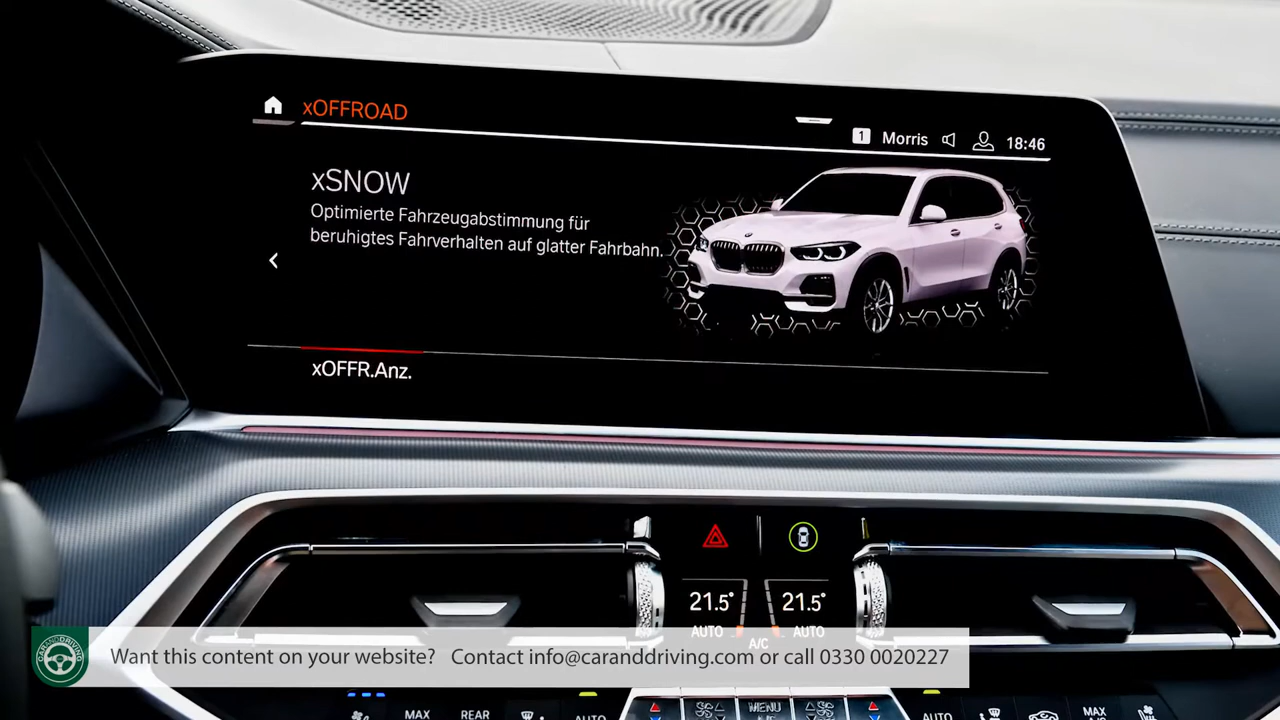 xOFFROAD
1 Morris 18:46
xSNOW
Optimierte Fahrzeugabstimmung für
beruhigtes Fahrverhalten auf glatter Fahrbahn.
xOFFR.Anz.
21.5° 21.5°
AUTO AUTO
A/C
CARANDDRIVING
Want this content on your website? Contact info@caranddriving.com or call 0330 0020227
MAX REAR AUTO MENU AUTO MAX